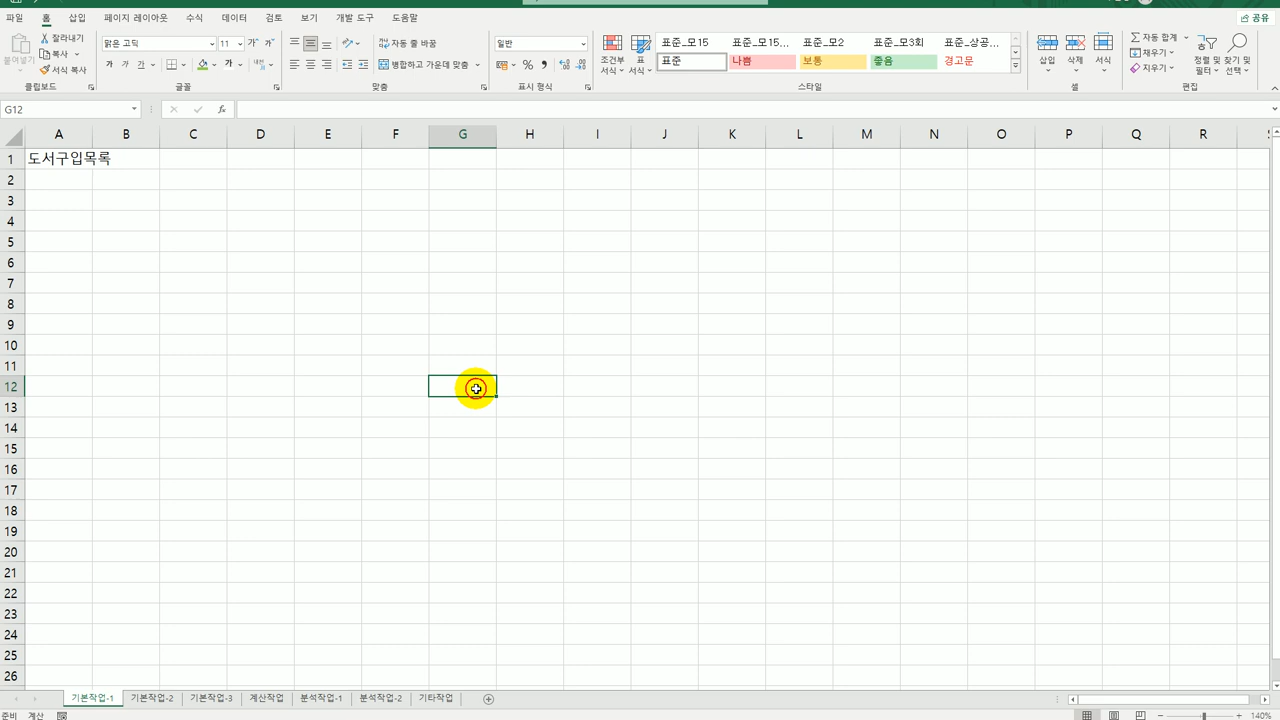 파일 홈 삽입 페이지 레이아웃 수식 데이터 검토 보기 개발 도구 도움말 공유
붙여넣기 잘라내기 복사 서식 복사
맑은 고딕 11 가 가
가 가 가 가
자동 줄 바꿈
병합하고 가운데 맞춤
일반
조건부 서식 표 서식
표준_모15 표준_모15... 표준_모2 표준_모3회 표준_상공...
표준 나쁨 보통 좋음 경고문
삽입 삭제 서식
자동 합계 채우기 지우기
정렬 및 필터 찾기 및 선택
클립보드 글꼴 맞춤 표시 형식 스타일 셀 편집
G12 fx
A B C D E F G H I J K L M N O P Q R
1 도서구입목록
2
3
4
5
6
7
8
9
10
11
12
13
14
15
16
17
18
19
20
21
22
23
24
25
26
기본작업-1 기본작업-2 기본작업-3 계산작업 분석작업-1 분석작업-2 기타작업
준비 계산 140%